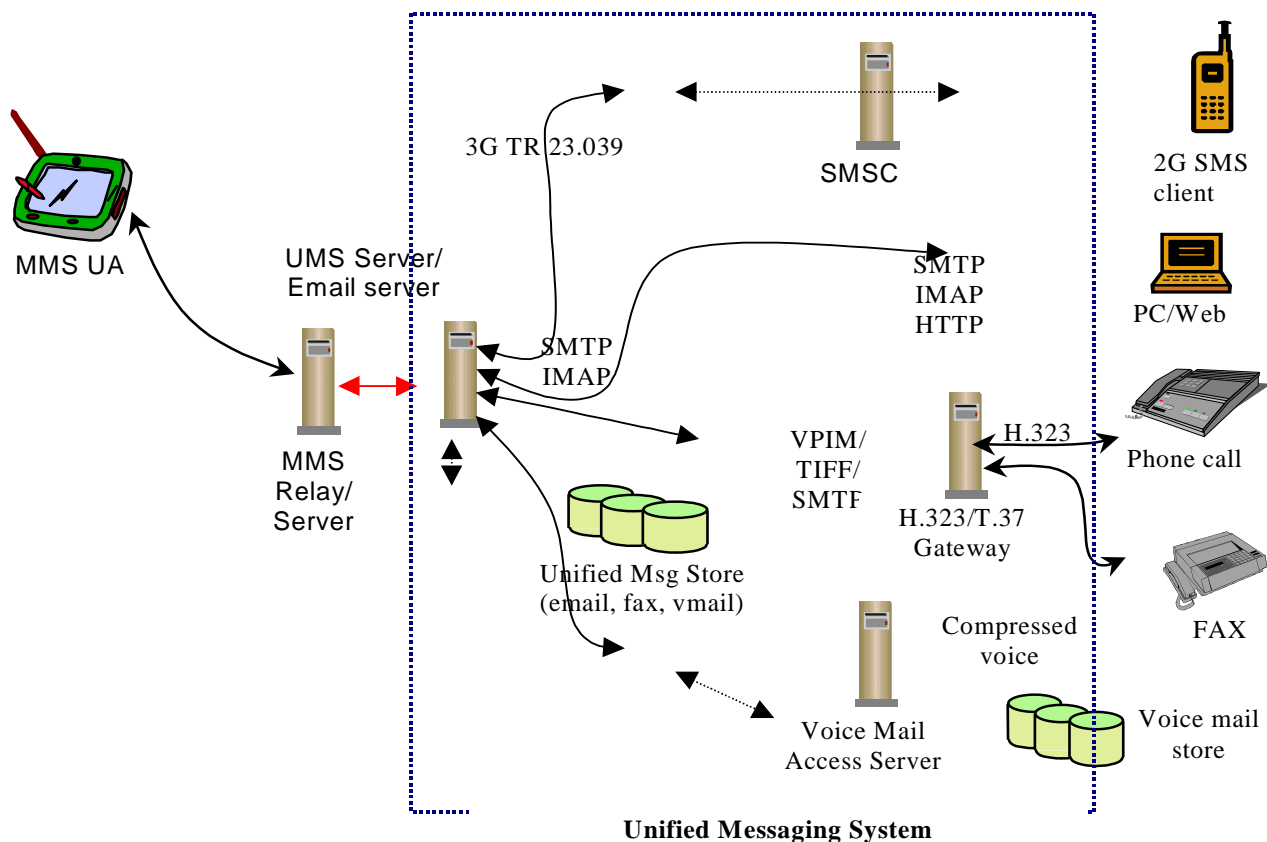 3G TR 23.039
SMSC
2G SMS
client
MMS UA
UMS Server/
Email server
SMTP
IMAP
HTTP
PC/Web
SMTP
IMAP
MMS
Relay/
Server
VPIM/
TIFF/
SMTF
H.323
Phone call
H.323/T.37
Gateway
Unified Msg Store
(email, fax, vmail)
FAX
Compressed
voice
Voice Mail
Access Server
Voice mail
store
Unified Messaging System